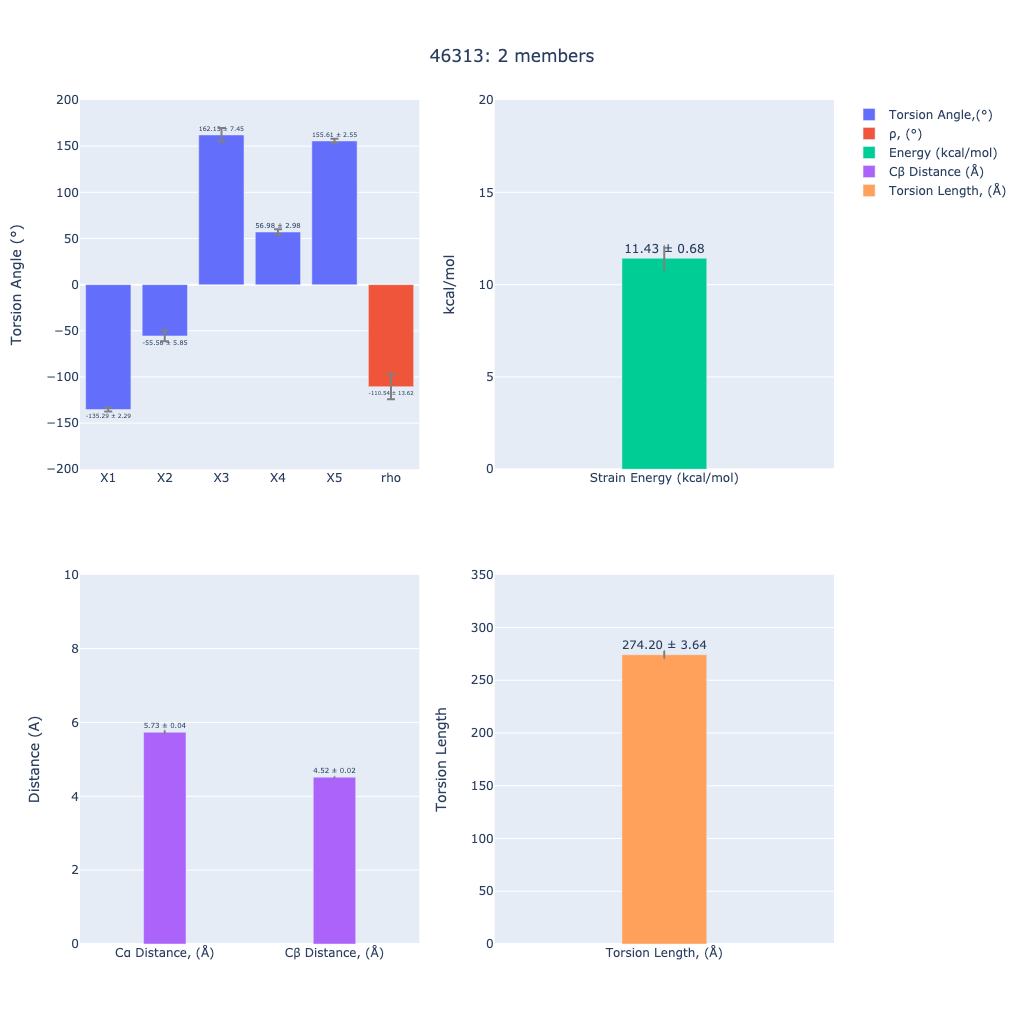 46313: 2 members
Torsion Angle (°)
200
150
100
50
0
−50
−100
−150
−200
162.13 ± 7.45
155.61 ± 2.55
56.98 ± 2.98
-55.58 ± 5.85
-110.54 ± 13.62
-135.29 ± 2.29
X1 X2 X3 X4 X5 rho
kcal/mol
20
15
10
5
0
11.43 ± 0.68
Strain Energy (kcal/mol)
Torsion Angle,(°)
ρ, (°)
Energy (kcal/mol)
Cβ Distance (Å)
Torsion Length, (Å)
Distance (A)
10
8
6
4
2
0
5.73 ± 0.04
4.52 ± 0.02
Cα Distance, (Å) Cβ Distance, (Å)
Torsion Length
350
300
250
200
150
100
50
0
274.20 ± 3.64
Torsion Length, (Å)